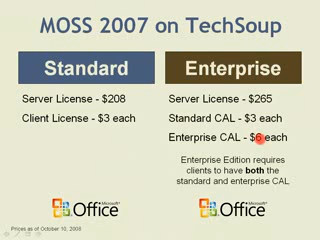 MOSS 2007 on TechSoup
Standard
Enterprise
Server License - $208
Client License - $3 each
Server License - $265
Standard CAL - $3 each
Enterprise CAL - $6 each
Enterprise Edition requires
clients to have both the
standard and enterprise CAL
Microsoft
Office
Microsoft
Office
Prices as of October 10, 2008